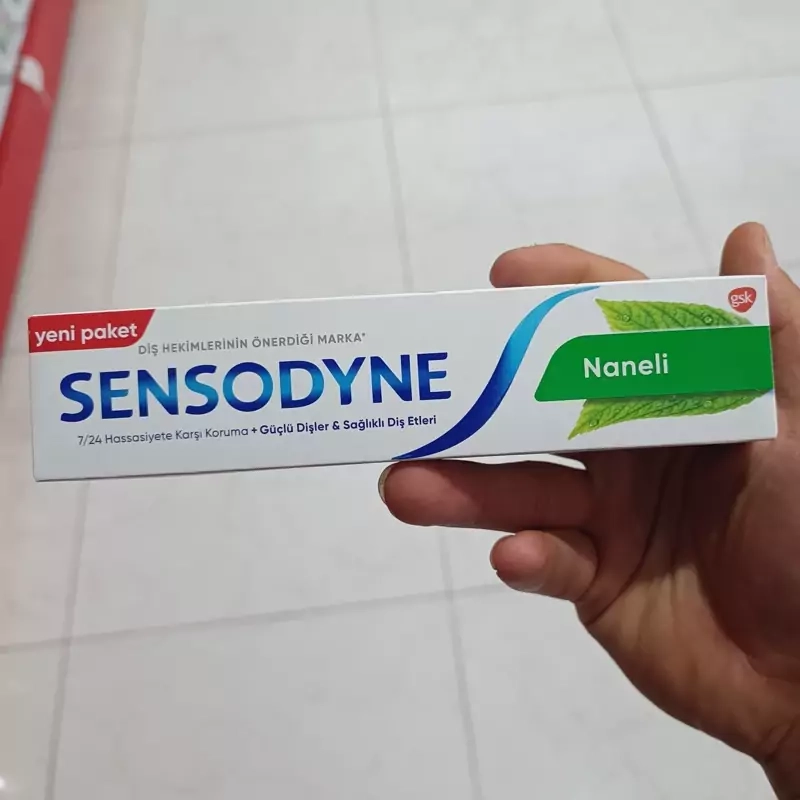 yeni paket
DİŞ HEKİMLERİNİN ÖNERDİĞİ MARKA*
SENSODYNE
7/24 Hassasiyete Karşı Koruma + Güçlü Dişler & Sağlıklı Diş Etleri
Naneli
gsk